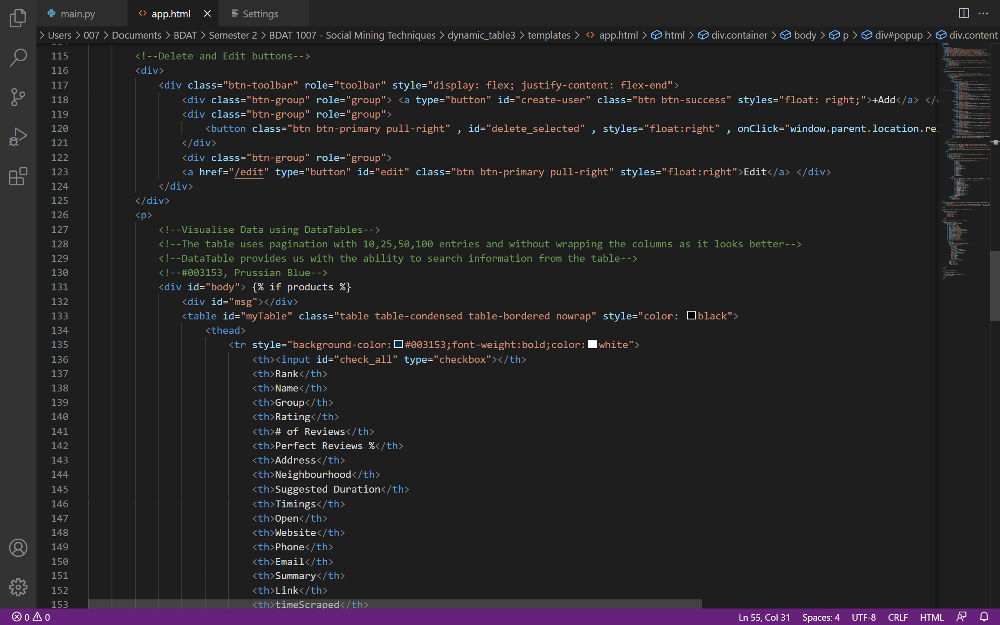 main.py app.html Settings
Users 007 Documents BDAT Semester 2 BDAT 1007 - Social Mining Techniques dynamic_table3 templates app.html html div.container body p div#popup div.content
115 <!--Delete and Edit buttons-->
116 <div>
117 <div class="btn-toolbar" role="toolbar" style="display: flex; justify-content: flex-end">
118 <div class="btn-group" role="group"> <a type="button" id="create-user" class="btn btn-success" styles="float: right;">+Add</a> </
119 <div class="btn-group" role="group">
120 <button class="btn btn-primary pull-right" , id="delete_selected" , styles="float:right" , onClick="window.parent.location.rel
121 </div>
122 <div class="btn-group" role="group">
123 <a href="/edit" type="button" id="edit" class="btn btn-primary pull-right" styles="float:right">Edit</a> </div>
124 </div>
125 </div>
126 <p>
127 <!--Visualise Data using DataTables-->
128 <!--The table uses pagination with 10,25,50,100 entries and without wrapping the columns as it looks better-->
129 <!--DataTable provides us with the ability to search information from the table-->
130 <!--#003153, Prussian Blue-->
131 <div id="body"> {% if products %}
132 <div id="msg"></div>
133 <table id="myTable" class="table table-condensed table-bordered nowrap" style="color: black">
134 <thead>
135 <tr style="background-color:#003153;font-weight:bold;color:white">
136 <th><input id="check_all" type="checkbox"></th>
137 <th>Rank</th>
138 <th>Name</th>
139 <th>Group</th>
140 <th>Rating</th>
141 <th># of Reviews</th>
142 <th>Perfect Reviews %</th>
143 <th>Address</th>
144 <th>Neighbourhood</th>
145 <th>Suggested Duration</th>
146 <th>Timings</th>
147 <th>Open</th>
148 <th>Website</th>
149 <th>Phone</th>
150 <th>Email</th>
151 <th>Summary</th>
152 <th>Link</th>
153 <th>timeScraped</th>
0 0 Ln 55, Col 31 Spaces: 4 UTF-8 CRLF HTML